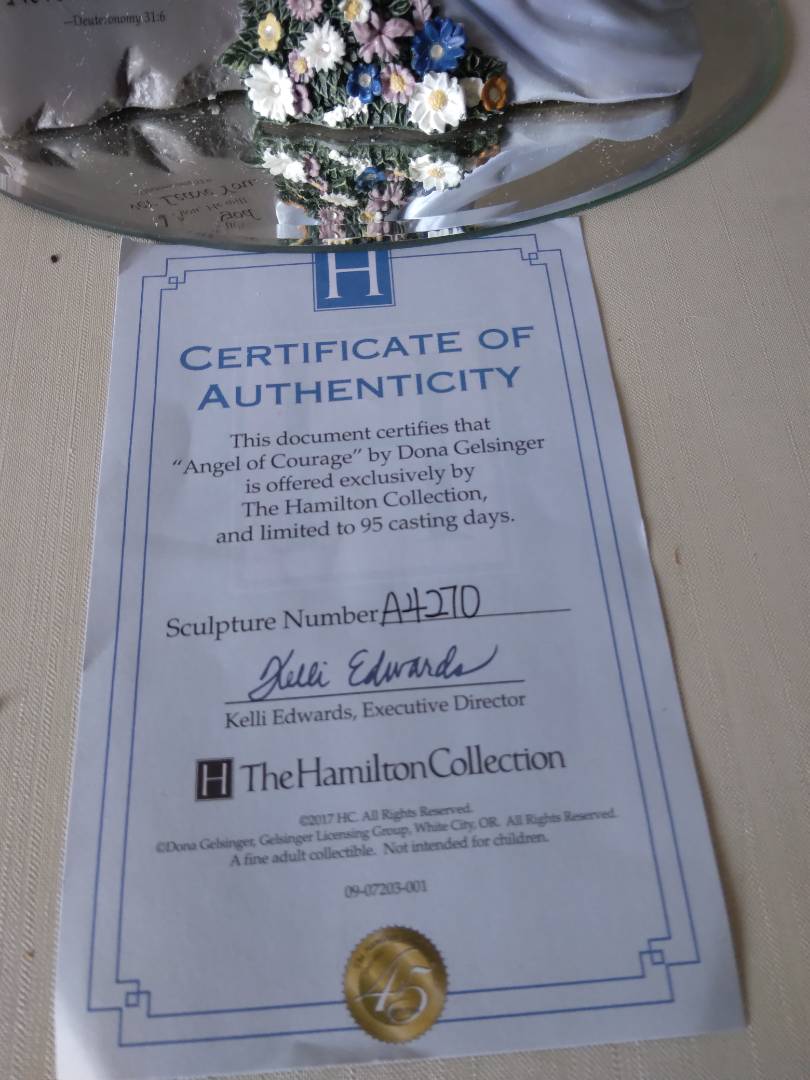 —Deuteronomy 31:6
H
CERTIFICATE OF
AUTHENTICITY
This document certifies that
“Angel of Courage” by Dona Gelsinger
is offered exclusively by
The Hamilton Collection,
and limited to 95 casting days.
Sculpture Number A4270
Kelli Edwards
Kelli Edwards, Executive Director
H The Hamilton Collection
©2017 HC. All Rights Reserved.
©Dona Gelsinger, Gelsinger Licensing Group, White City, OR. All Rights Reserved.
A fine adult collectible. Not intended for children.
09-07203-001
45